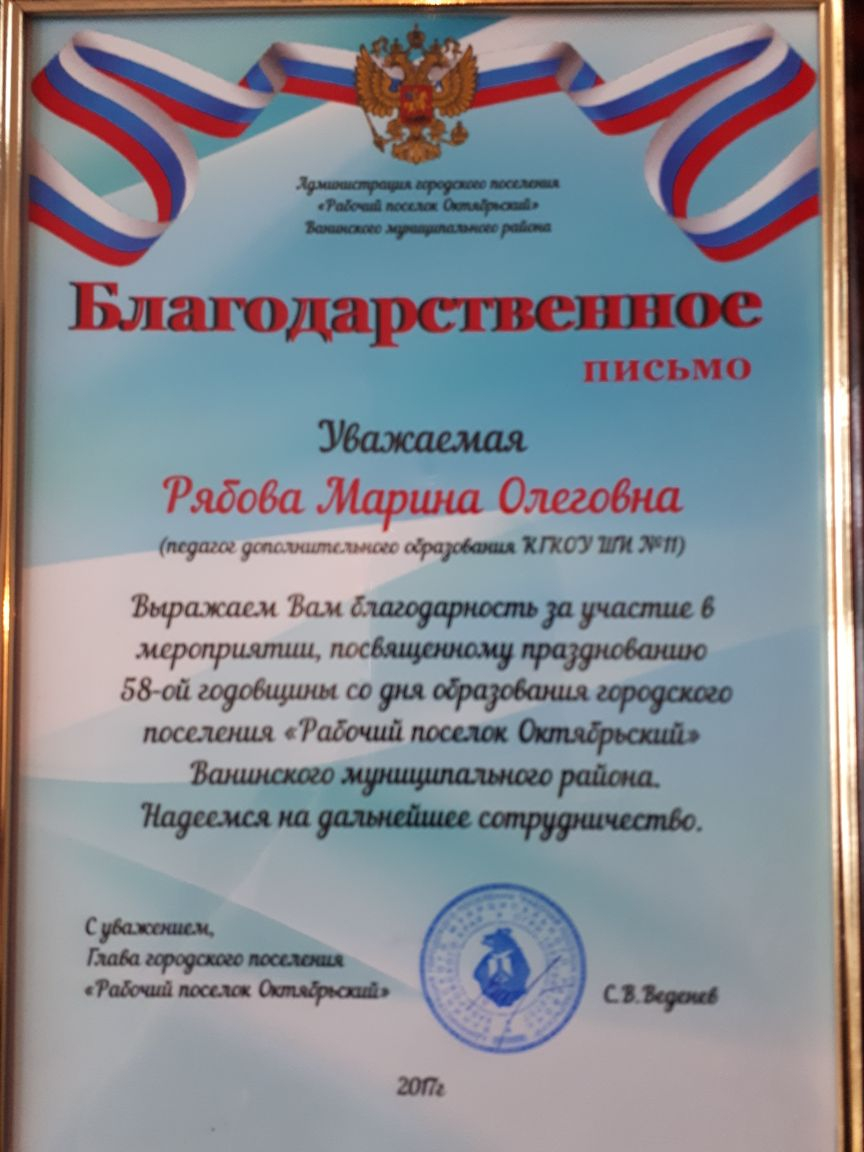 Администрация городского поселения
«Рабочий поселок Октябрьский»
Ванинского муниципального района
Благодарственное
письмо
Уважаемая
Рябова Марина Олеговна
(педагог дополнительного образования КГКОУ ШИ №11)
Выражаем Вам благодарность за участие в
мероприятии, посвященному празднованию
58-ой годовщины со дня образования городского
поселения «Рабочий поселок Октябрьский»
Ванинского муниципального района.
Надеемся на дальнейшее сотрудничество.
С уважением,
Глава городского поселения
«Рабочий поселок Октябрьский»
С.В.Веденев
2017г